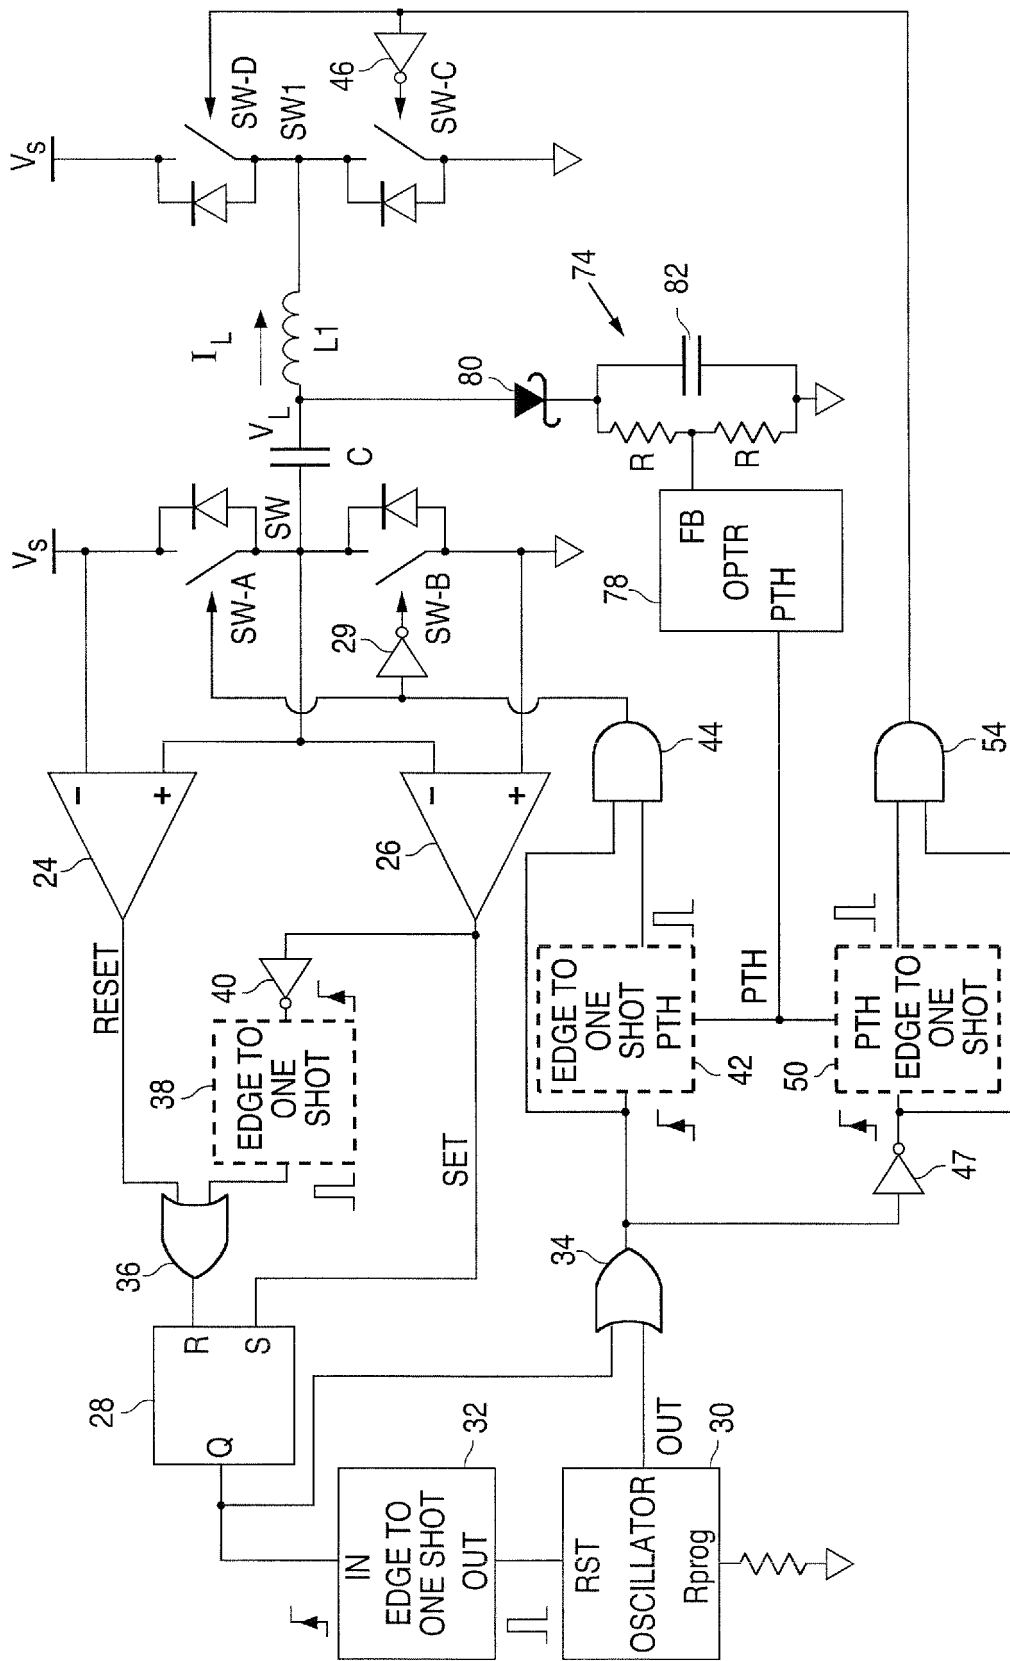 V_S
V_S
SW-D
SW1
SW-C
46
I_L
L1
V_L
C
SW
SW-A
SW-B
29
80
74
82
R
R
FB
OPTR
PTH
78
−
+
24
−
+
26
RESET
SET
40
EDGE TO
ONE
SHOT
38
36
R
S
Q
28
IN
EDGE TO
ONE SHOT
OUT
32
RST
OSCILLATOR
Rprog
OUT
30
34
EDGE TO
ONE
SHOT
PTH
42
44
PTH
PTH
EDGE TO
ONE
SHOT
50
47
54